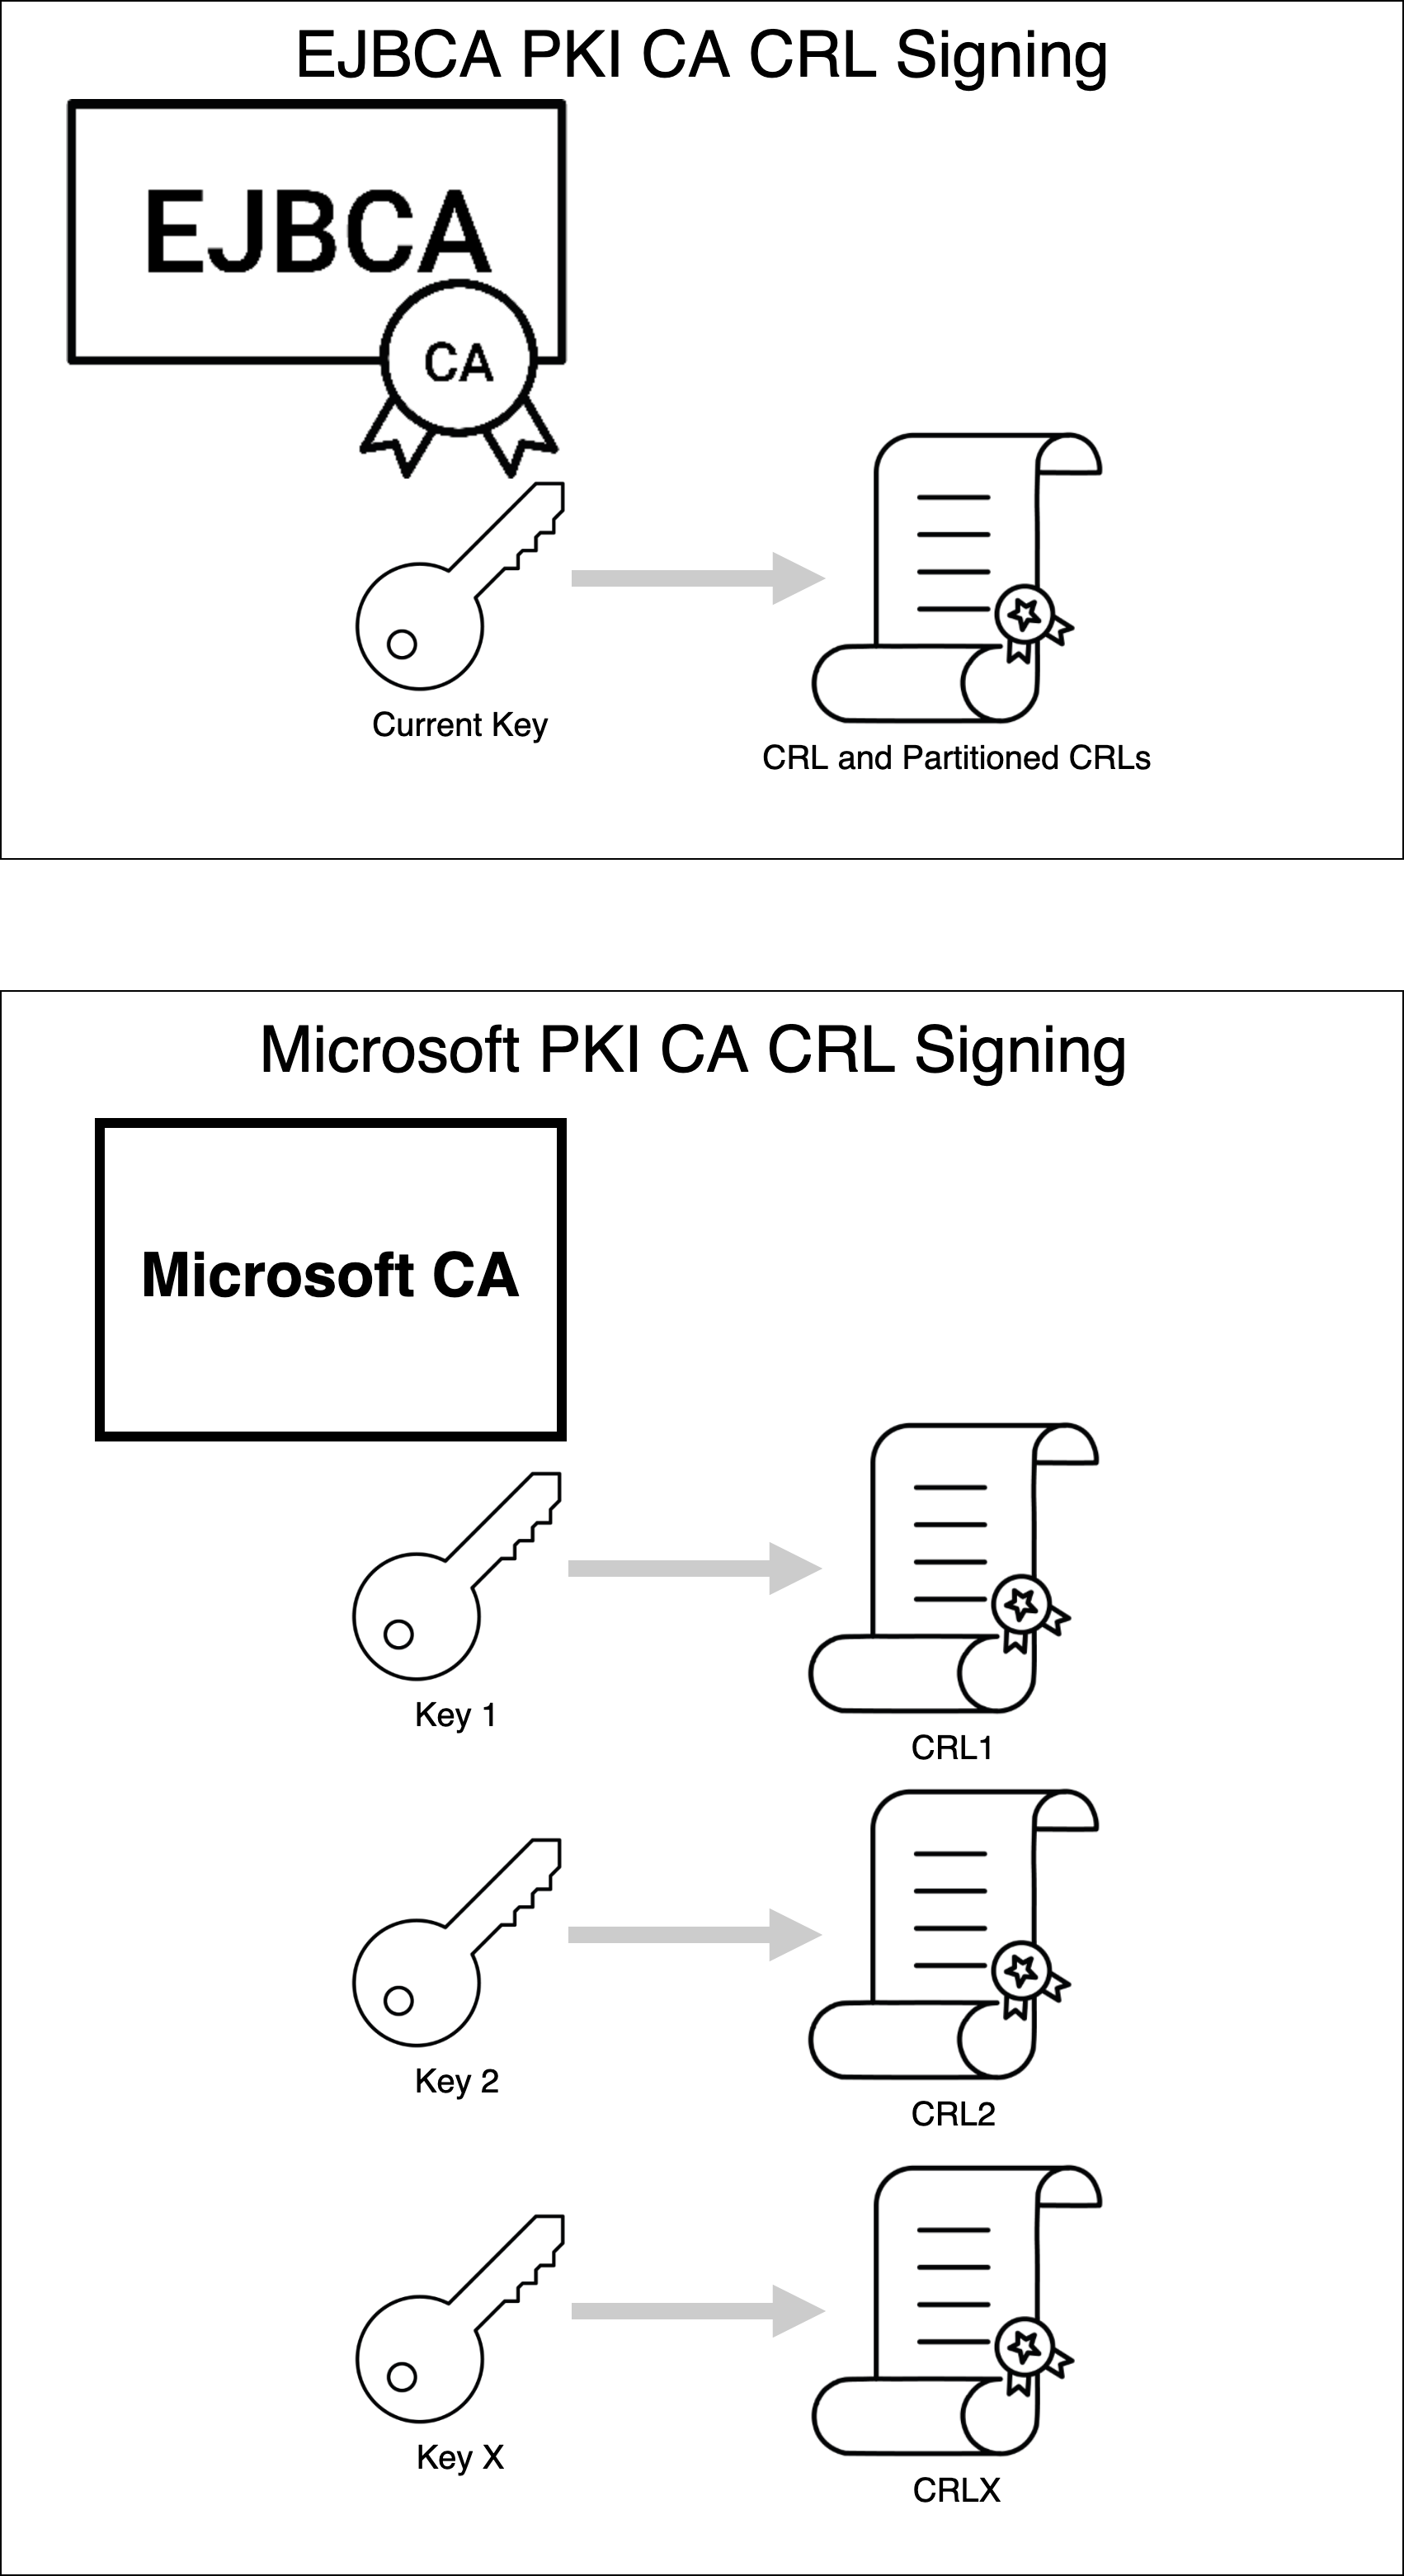 EJBCA PKI CA CRL Signing
EJBCA
CA
Current Key
CRL and Partitioned CRLs
Microsoft PKI CA CRL Signing
Microsoft CA
Key 1
CRL1
Key 2
CRL2
Key X
CRLX